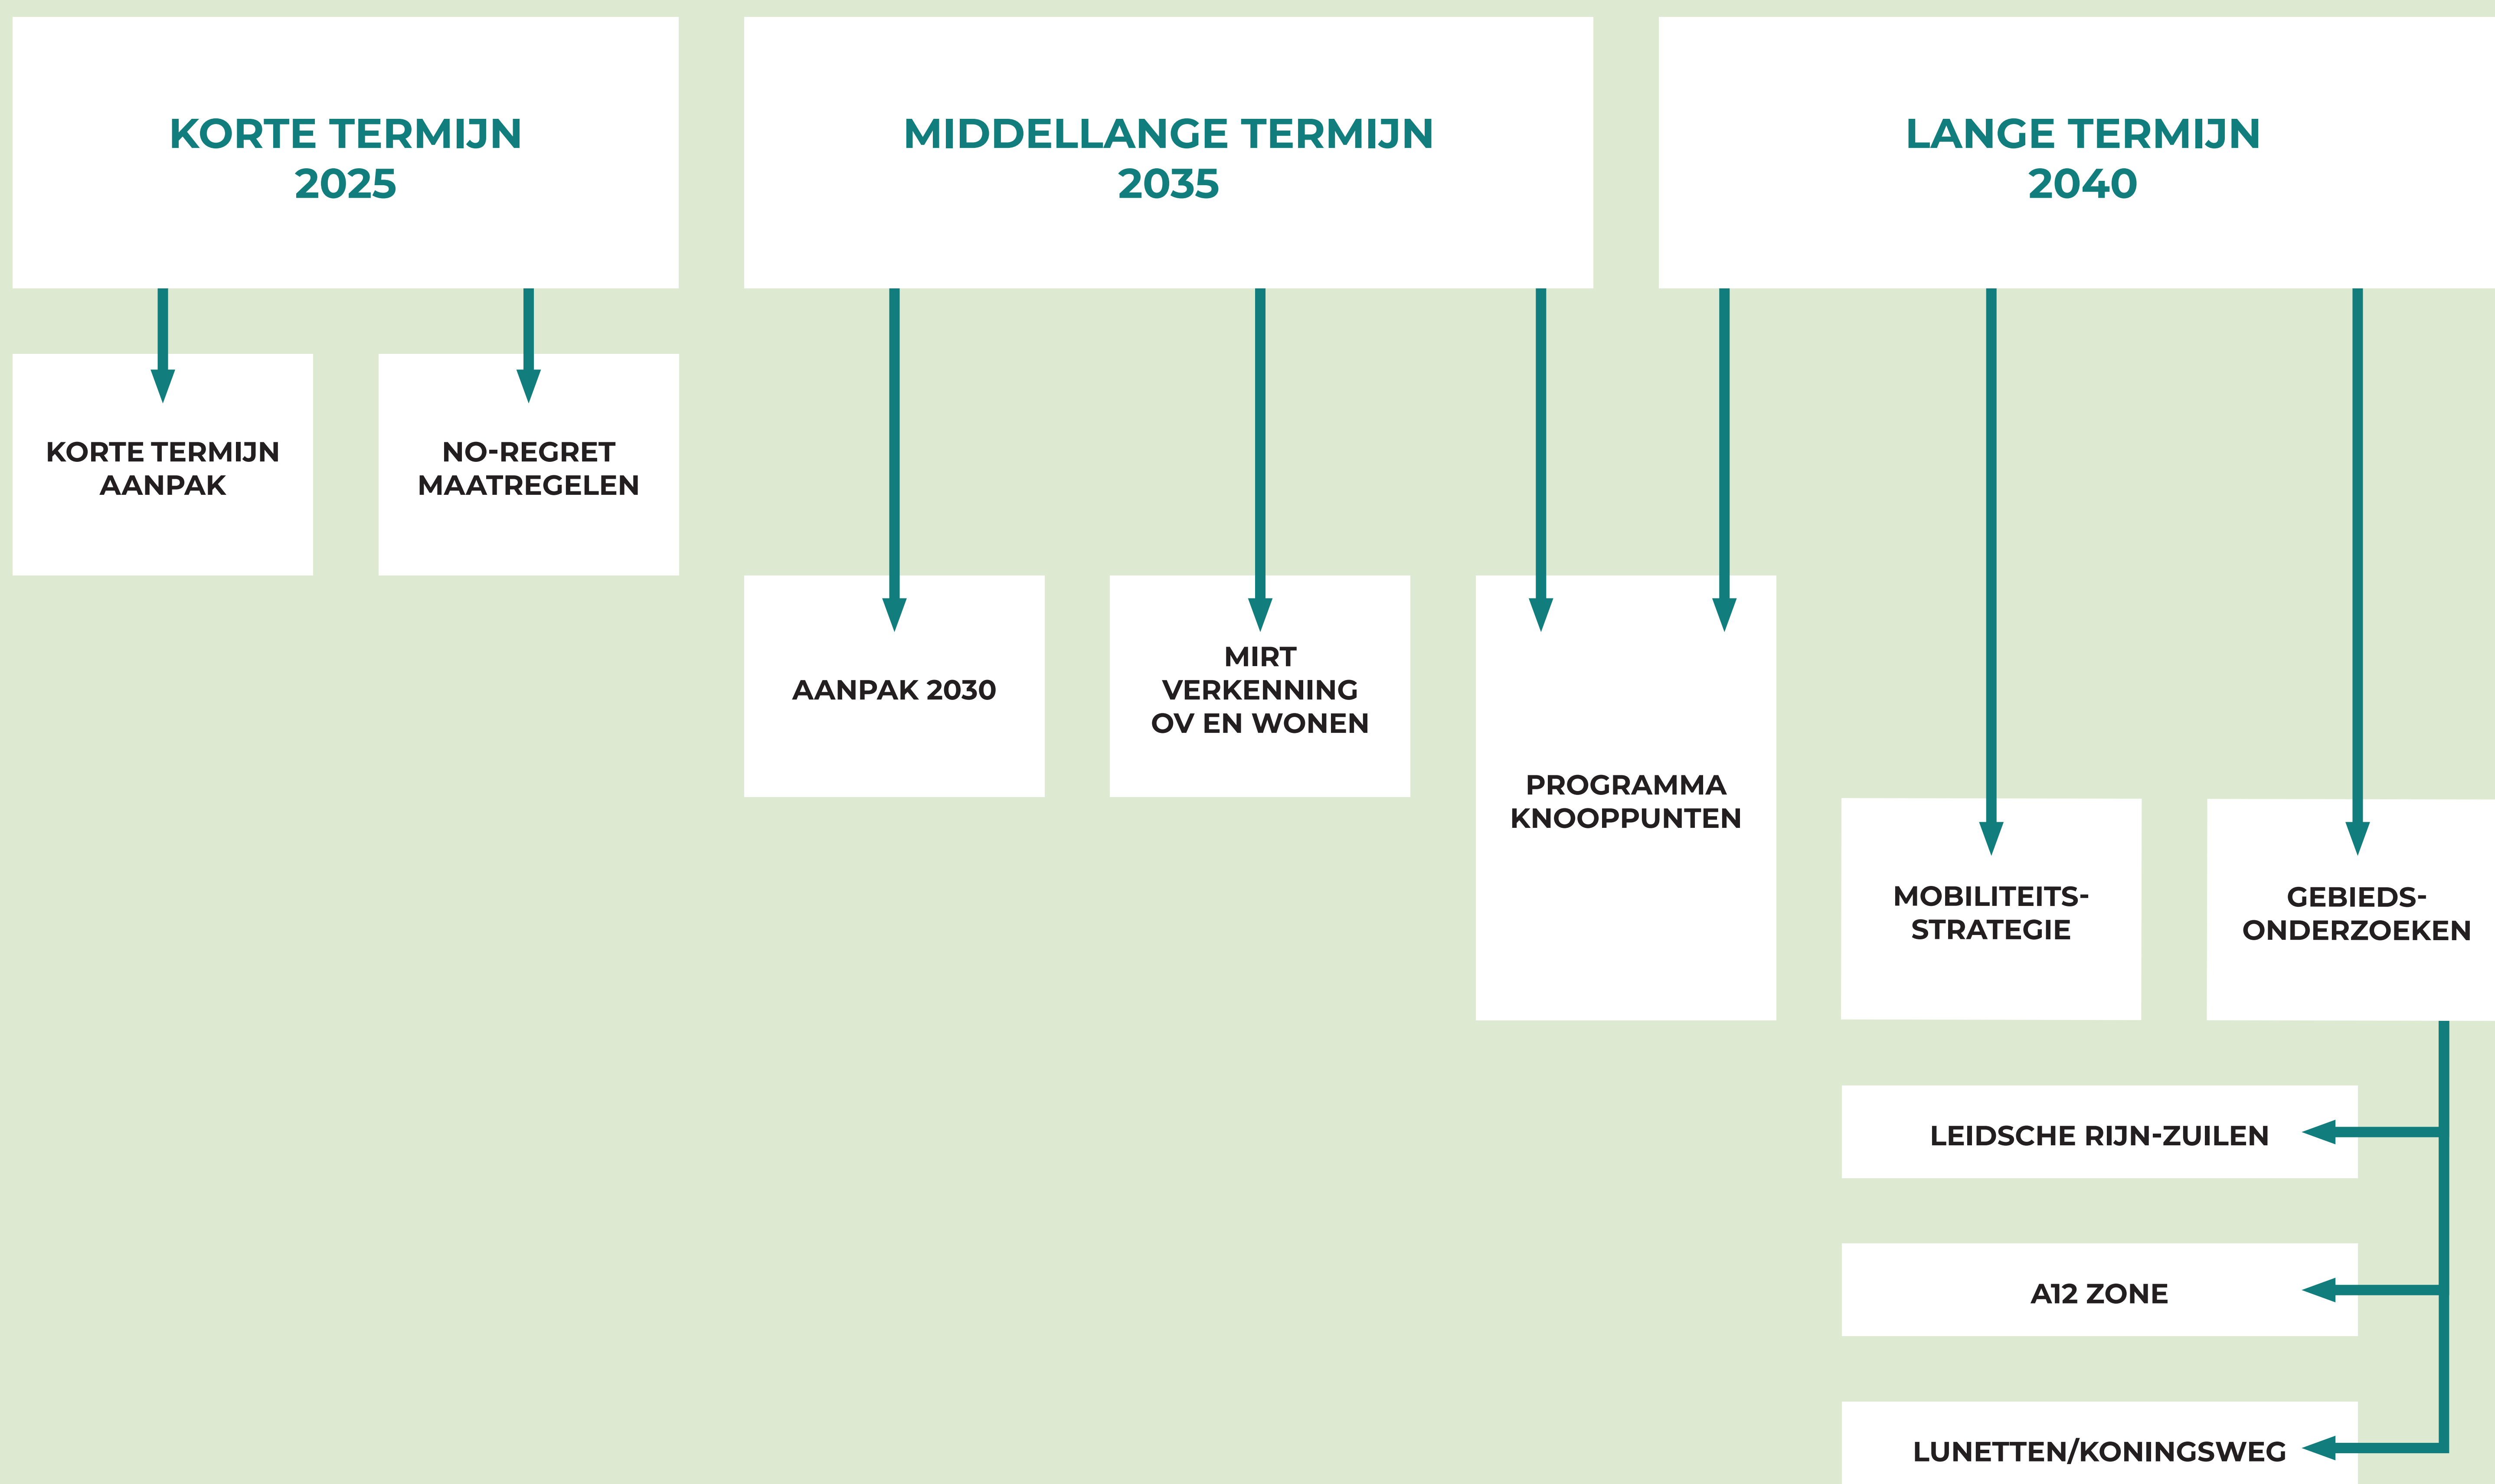 KORTE TERMIJN
2025
MIDDELLANGE TERMIJN
2035
LANGE TERMIJN
2040
KORTE TERMIJN
AANPAK
NO-REGRET
MAATREGELEN
AANPAK 2030
MIRT
VERKENNING
OV EN WONEN
PROGRAMMA
KNOOPPUNTEN
MOBILITEITS-
STRATEGIE
GEBIEDS-
ONDERZOEKEN
LEIDSCHE RIJN-ZUILEN
A12 ZONE
LUNETTEN/KONINGSWEG